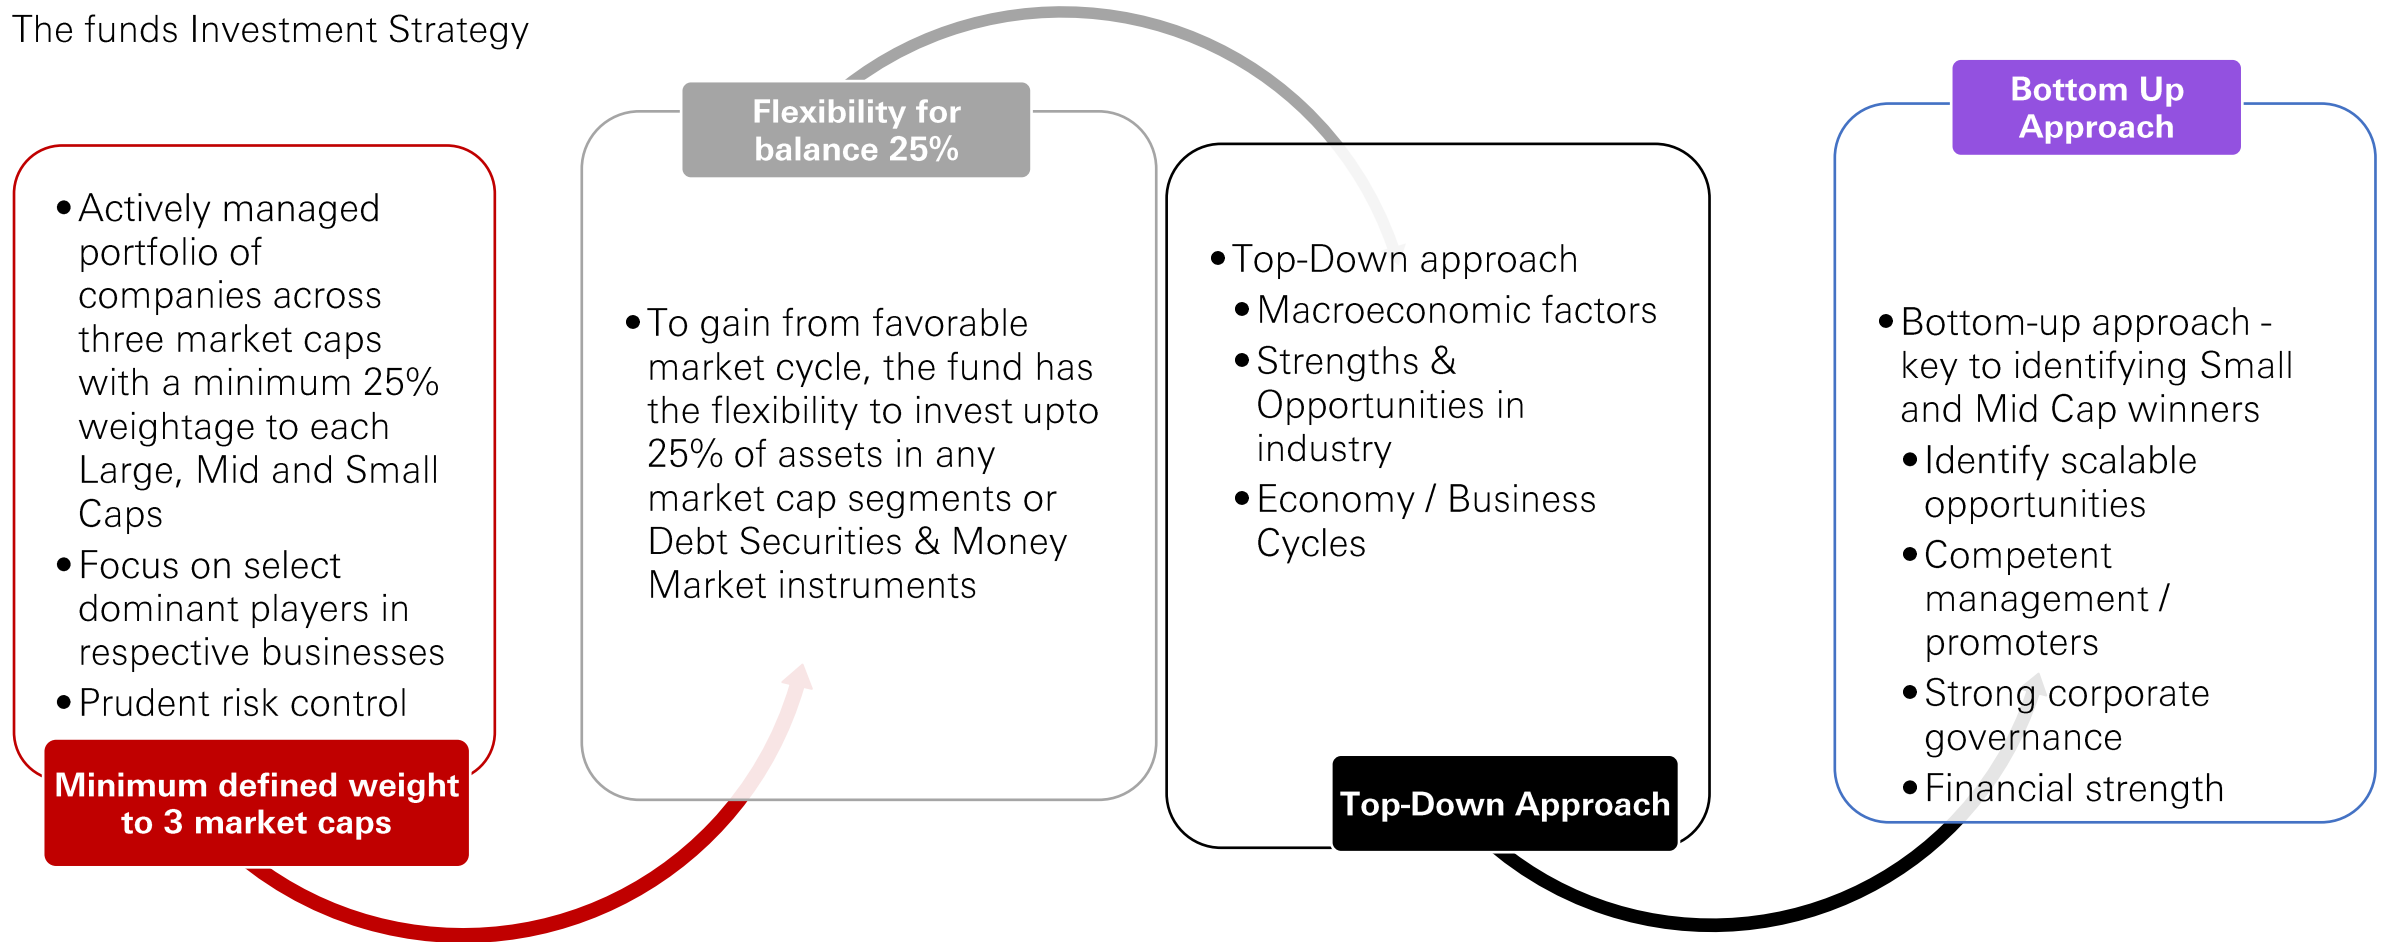 The funds Investment Strategy
• Actively managed
portfolio of
companies across
three market caps
with a minimum 25%
weightage to each
Large, Mid and Small
Caps
• Focus on select
dominant players in
respective businesses
• Prudent risk control
Minimum defined weight
to 3 market caps
Flexibility for
balance 25%
• To gain from favorable
market cycle, the fund has
the flexibility to invest upto
25% of assets in any
market cap segments or
Debt Securities & Money
Market instruments
• Top-Down approach
• Macroeconomic factors
• Strengths &
Opportunities in
industry
• Economy / Business
Cycles
Top-Down Approach
Bottom Up
Approach
• Bottom-up approach -
key to identifying Small
and Mid Cap winners
• Identify scalable
opportunities
• Competent
management /
promoters
• Strong corporate
governance
• Financial strength